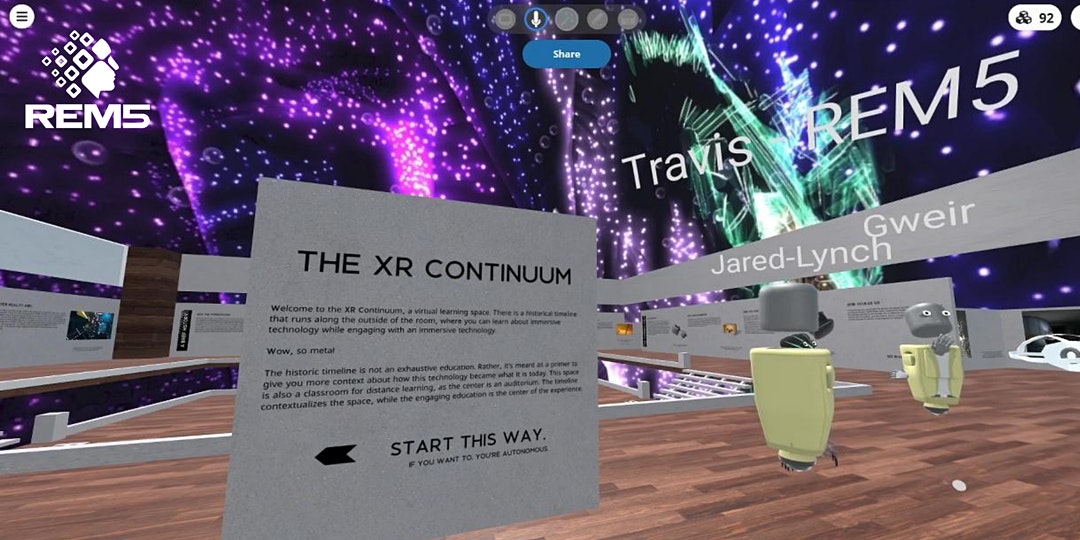 92
Share
REM5
Travis - REM5
Gweir
Jared-Lynch
THE XR CONTINUUM
Welcome to the XR Continuum, a virtual learning space. There is a historical timeline
that runs along the outside of the room, where you can learn about immersive
technology while engaging with an immersive technology.
Wow, so metal
The historic timeline is not an exhaustive education. Rather, it's meant as a primer to
give you more context about how this technology became what it is today. This space
is also a classroom for distance learning, as the center is an auditorium. The timeline
contextualizes the space, while the engaging education is the center of the experience.
START THIS WAY.
IF YOU WANT TO. YOU'RE AUTONOMOUS.